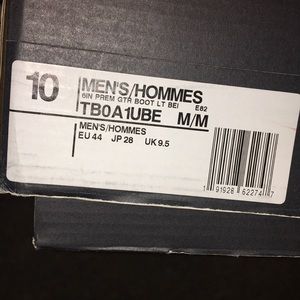 10
MEN'S/HOMMES
6IN PREM GTR BOOT LT BEI E82
TB0A1UBE M/M
MEN'S/HOMMES
EU 44 JP 28 UK 9.5
1 91928 62274 7